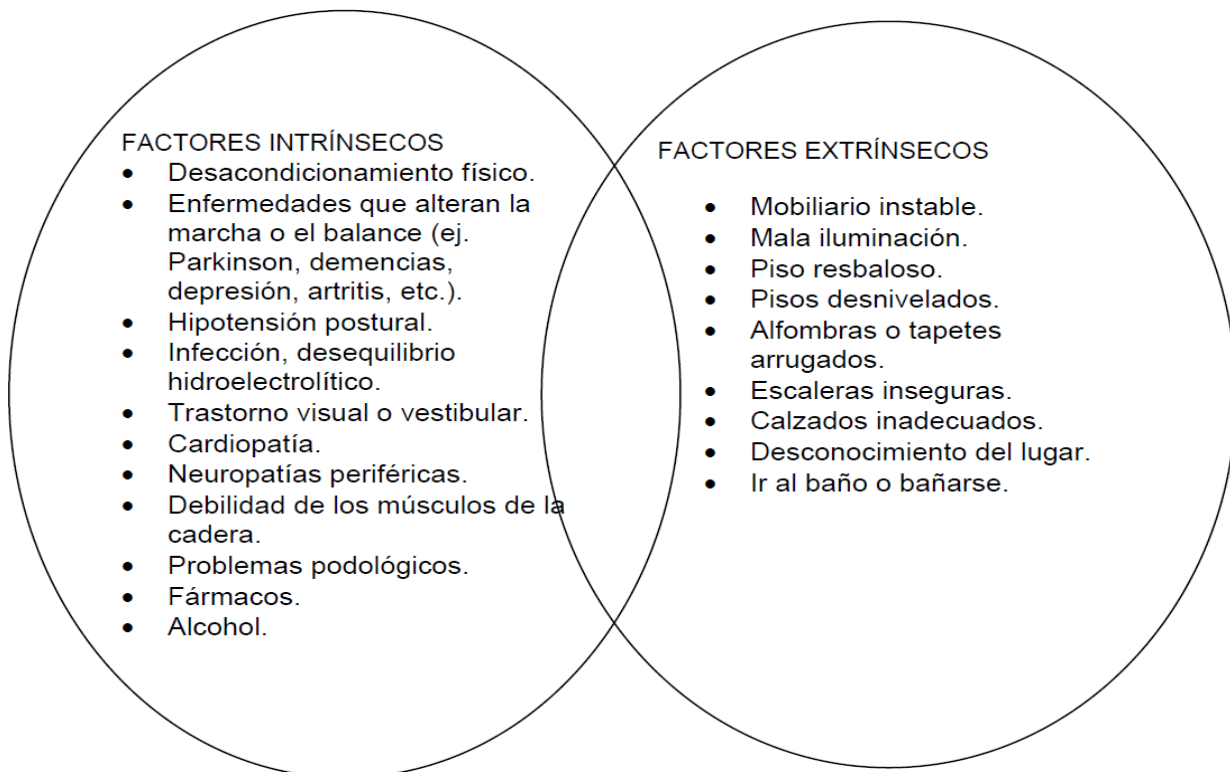 FACTORES INTRÍNSECOS
• Desacondicionamiento físico.
• Enfermedades que alteran la
marcha o el balance (ej.
Parkinson, demencias,
depresión, artritis, etc.).
• Hipotensión postural.
• Infección, desequilibrio
hidroelectrolítico.
• Trastorno visual o vestibular.
• Cardiopatía.
• Neuropatías periféricas.
• Debilidad de los músculos de la
cadera.
• Problemas podológicos.
• Fármacos.
• Alcohol.
FACTORES EXTRÍNSECOS
• Mobiliario instable.
• Mala iluminación.
• Piso resbaloso.
• Pisos desnivelados.
• Alfombras o tapetes
arrugados.
• Escaleras inseguras.
• Calzados inadecuados.
• Desconocimiento del lugar.
• Ir al baño o bañarse.